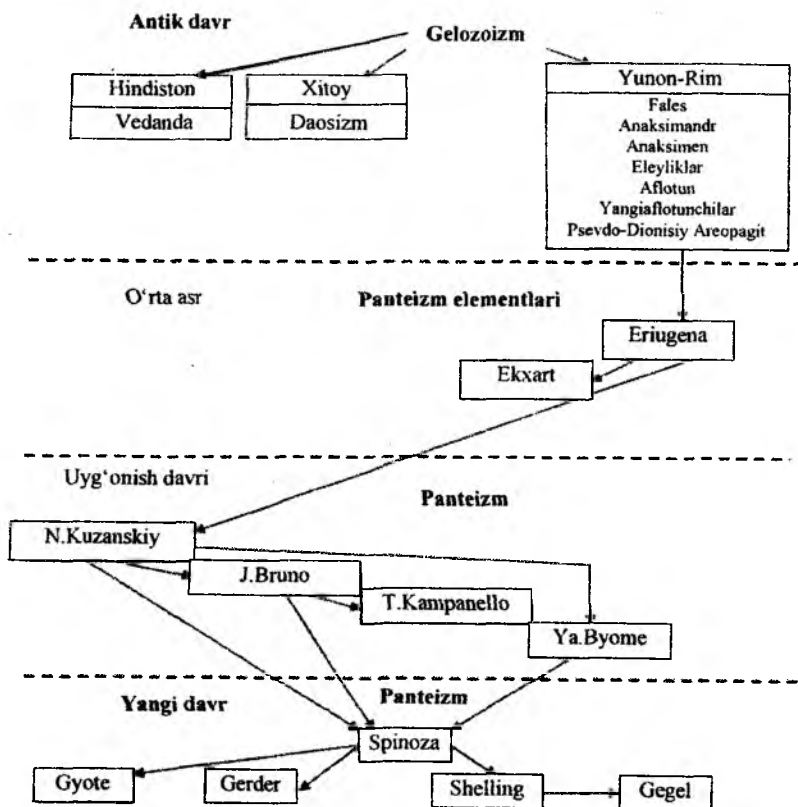 Antik davr
Gelozoizm
Hindiston
Vedanda
Xitoy
Daosizm
Yunon-Rim
Fales
Anaksimandr
Anaksimen
Eleyliklar
Aflotun
Yangiaflotunchilar
Psevdo-Dionisiy Areopagit
O‘rta asr
Panteizm elementlari
Eriugena
Ekxart
Uyg‘onish davri
Panteizm
N.Kuzanskiy
J.Bruno
T.Kampanello
Ya.Byome
Yangi davr
Panteizm
Spinoza
Gyote
Gerder
Shelling
Gegel